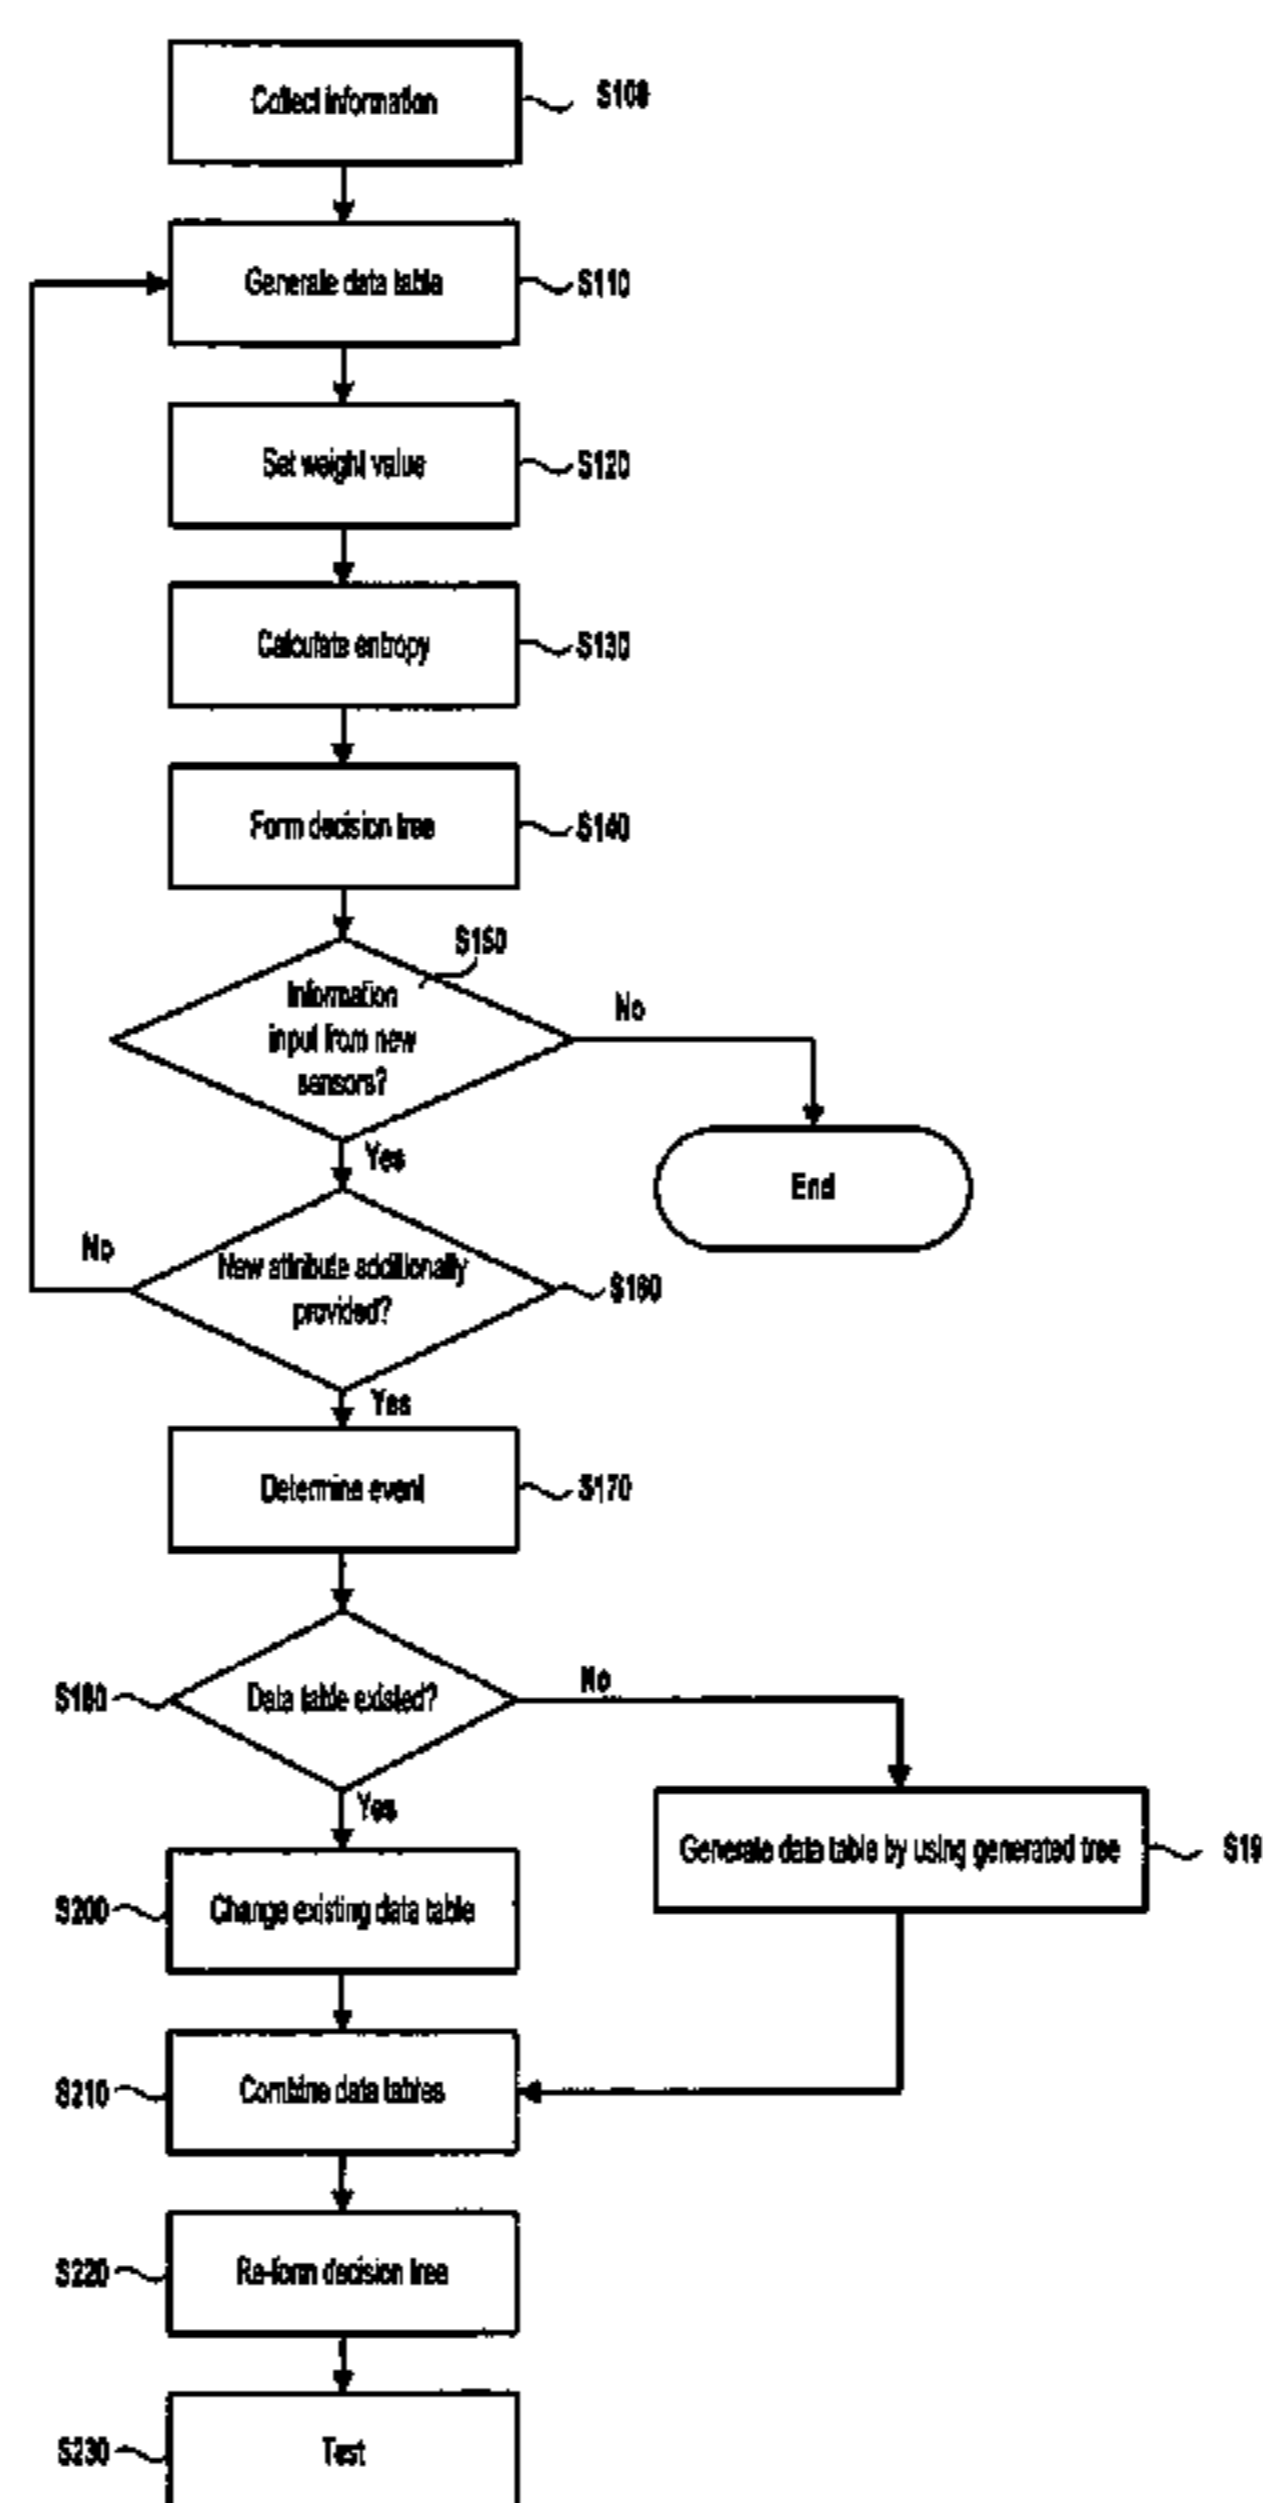 Collect information
S100
Generate data table
S110
Set weight value
S120
Calculate entropy
S130
Form decision tree
S140
S150
Information
input from new
sensors?
No
Yes
End
No
New attribute additionally
provided?
S160
Yes
Determine event
S170
S180
Data table existed?
No
Yes
Generate data table by using generated tree
S19
S200
Change existing data table
S210
Combine data tables
S220
Re-form decision tree
S230
Test